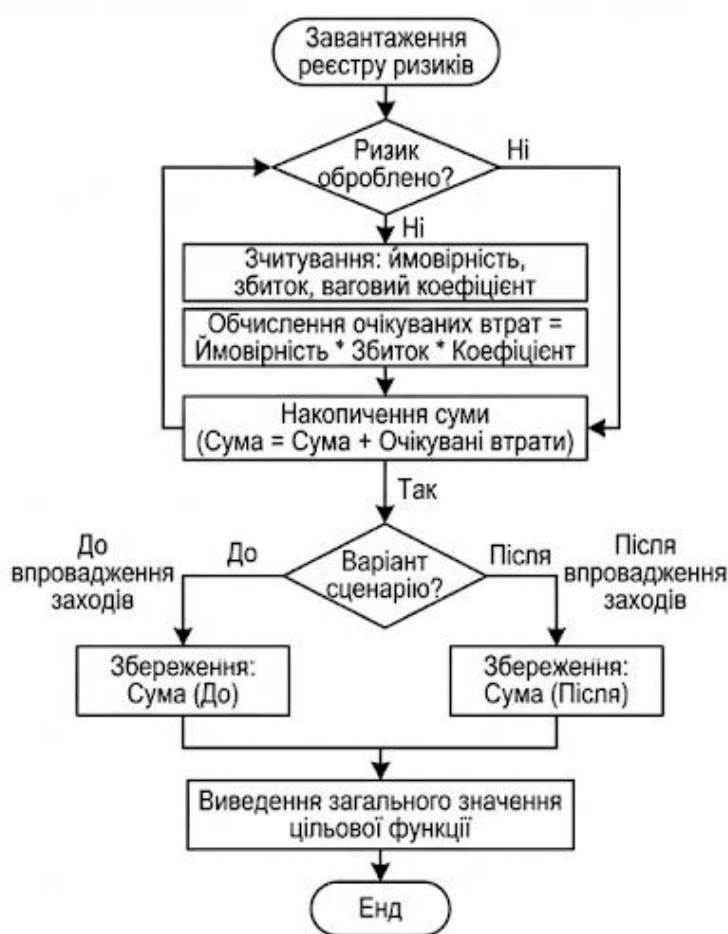 Завантаження
реєстру ризиків
Ризик
оброблено?
Ні
Ні
Зчитування: ймовірність,
збиток, ваговий коефіцієнт
Обчислення очікуваних втрат =
Ймовірність * Збиток * Коефіцієнт
Накопичення суми
(Сума = Сума + Очікувані втрати)
Так
До
впровадження
заходів
До
Варіант
сценарію?
Після
Після
впровадження
заходів
Збереження:
Сума (До)
Збереження:
Сума (Після)
Виведення загального значення
цільової функції
Енд